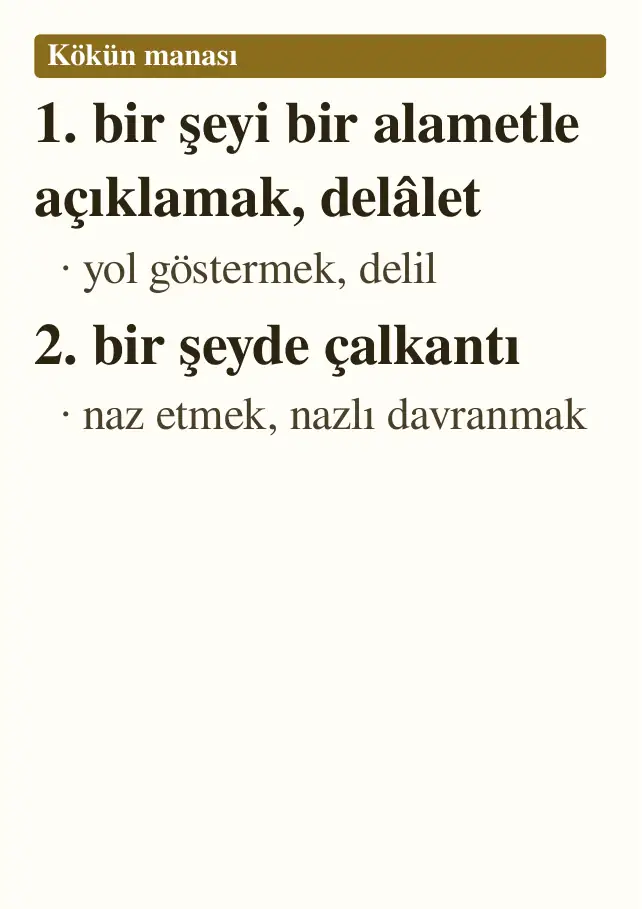 Kökün manası
1. bir şeyi bir alametle
açıklamak, delâlet
· yol göstermek, delil
2. bir şeyde çalkantı
· naz etmek, nazlı davranmak